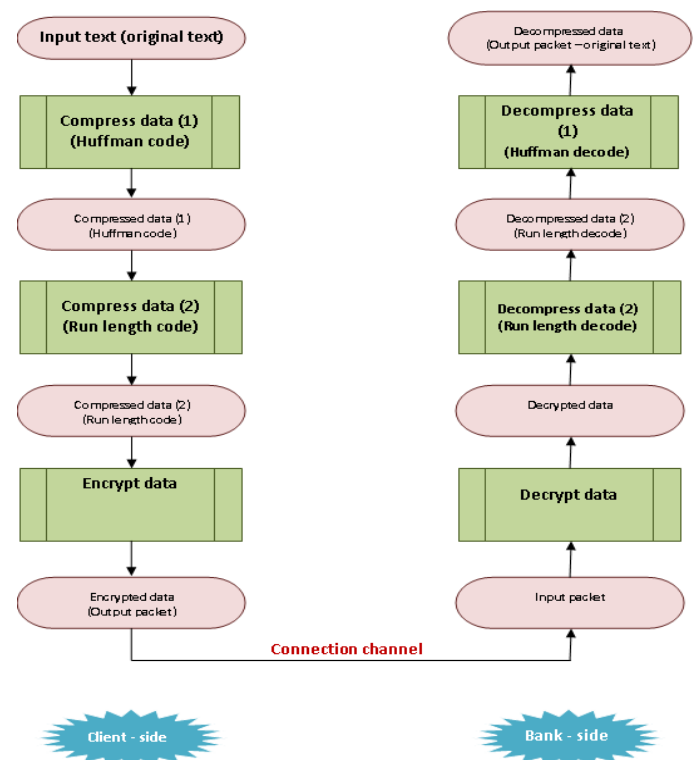 Input text (original text)
Compress data (1)
(Huffman code)
Compressed data (1)
(Huffman code)
Compress data (2)
(Run length code)
Compressed data (2)
(Run length code)
Encrypt data
Encrypted data
(Output packet)
Connection channel
Client - side
Decompressed data
(Output packet – original text)
Decompress data
(1)
(Huffman decode)
Decompressed data (2)
(Run length decode)
Decompress data (2)
(Run length decode)
Decrypted data
Decrypt data
Input packet
Bank - side